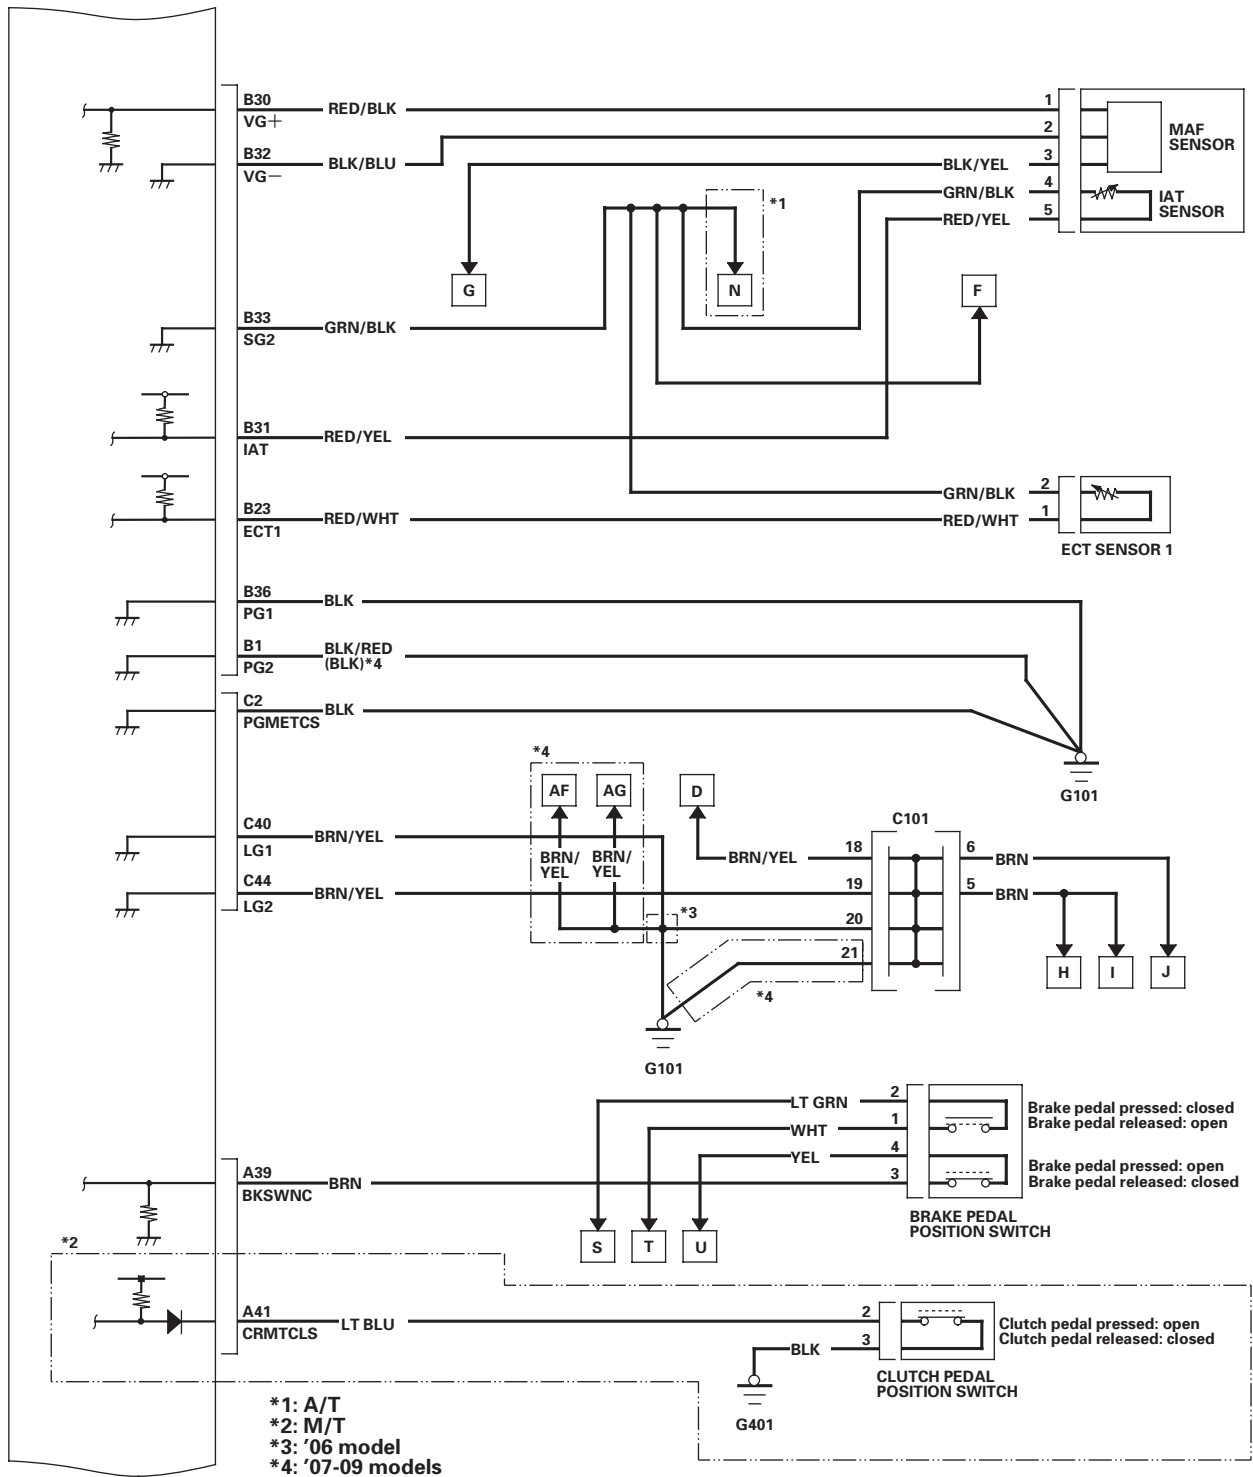 B30
VG+
RED/BLK
1
MAF
SENSOR
2
B32
VG−
BLK/BLU
BLK/YEL
3
GRN/BLK
4
IAT
SENSOR
RED/YEL
5
*1
G
N
F
B33
SG2
GRN/BLK
B31
IAT
RED/YEL
GRN/BLK
2
B23
ECT1
RED/WHT
RED/WHT
1
ECT SENSOR 1
B36
PG1
BLK
B1
PG2
BLK/RED
(BLK)*4
C2
PGMETCS
BLK
G101
*4
AF
AG
D
C101
C40
LG1
BRN/YEL
BRN/
YEL
BRN/
YEL
BRN/YEL
18
6
BRN
C44
LG2
BRN/YEL
19
5
BRN
*3
20
21
*4
H
I
J
G101
LT GRN
2
WHT
1
YEL
4
3
Brake pedal pressed: closed
Brake pedal released: open
Brake pedal pressed: open
Brake pedal released: closed
A39
BKSWNC
BRN
BRAKE PEDAL
POSITION SWITCH
S
T
U
*2
A41
CRMTCLS
LT BLU
2
BLK
3
Clutch pedal pressed: open
Clutch pedal released: closed
CLUTCH PEDAL
POSITION SWITCH
G401
*1: A/T
*2: M/T
*3: ’06 model
*4: ’07-09 models